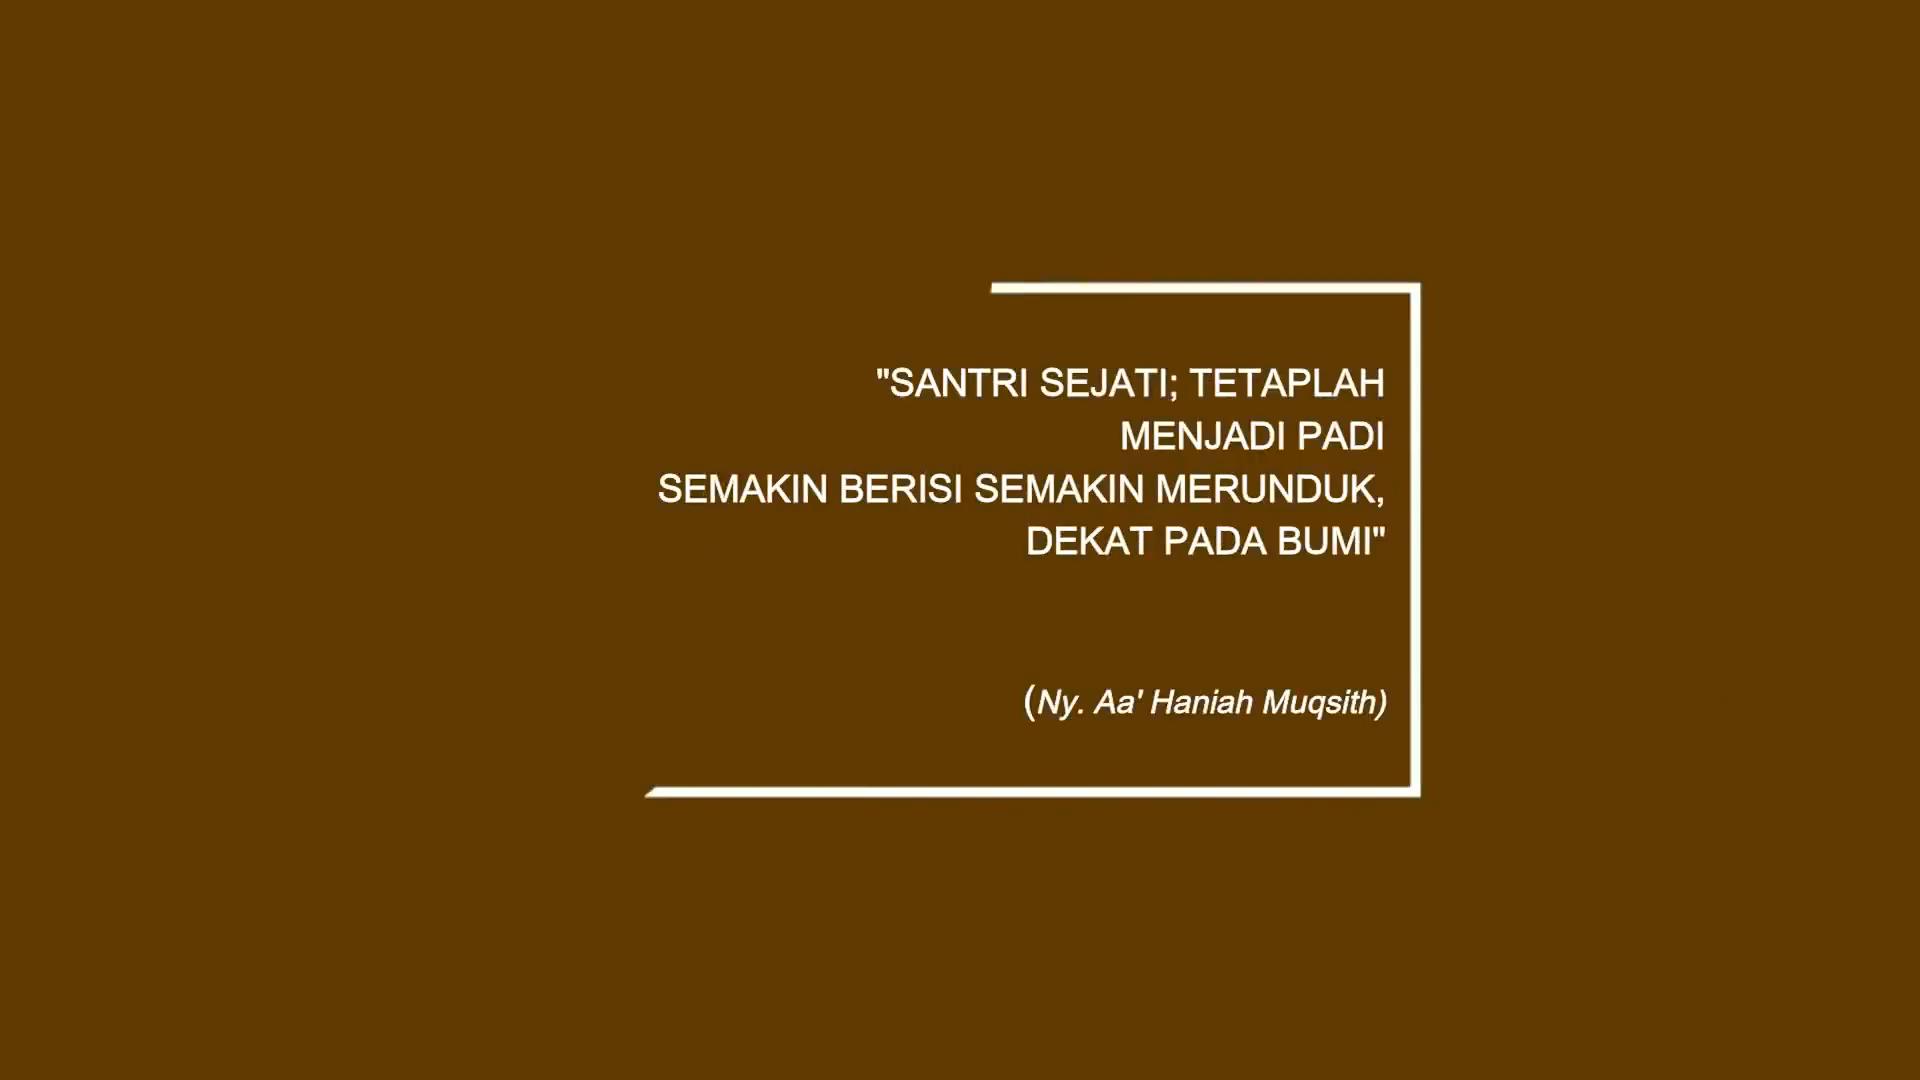 "SANTRI SEJATI; TETAPLAH
MENJADI PADI
SEMAKIN BERISI SEMAKIN MERUNDUK,
DEKAT PADA BUMI"
(Ny. Aa' Haniah Muqsith)